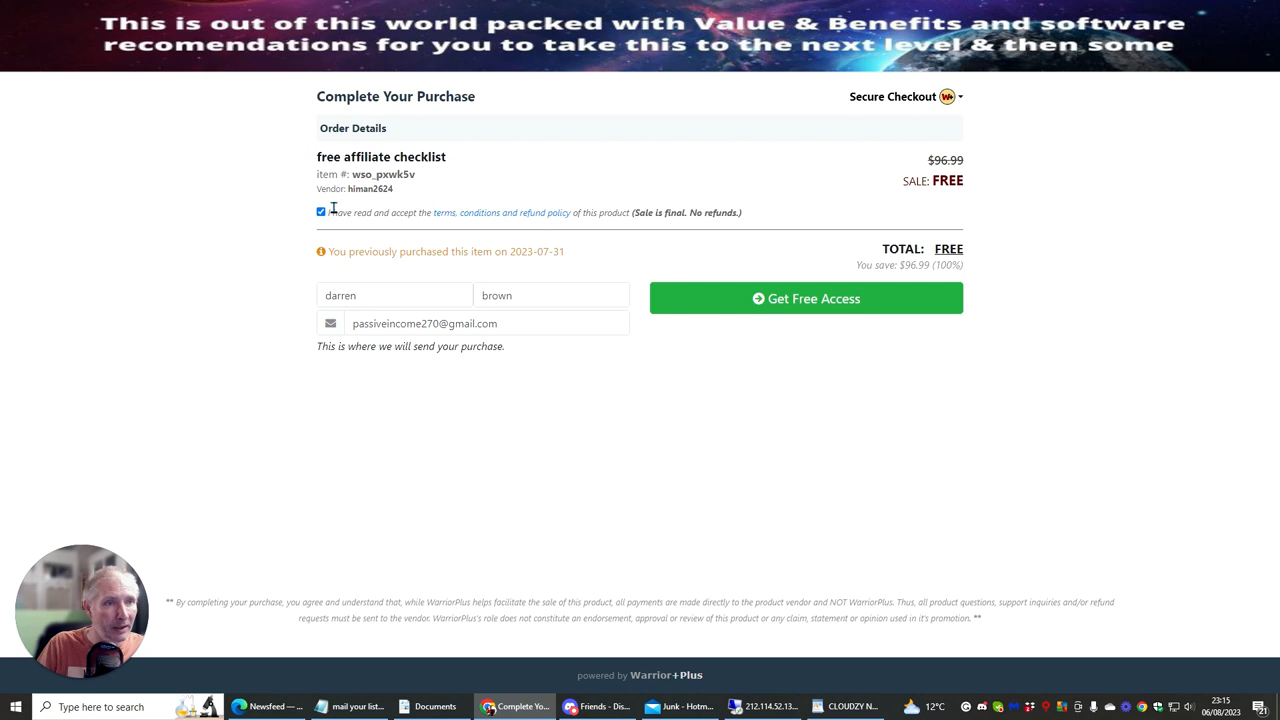 This is out of this world packed with Value & Benefits and software
recomendations for you to take this to the next level & then some
Complete Your Purchase
Secure Checkout W+
Order Details
free affiliate checklist
$96.99
item #: wso_pxwk5v
SALE: FREE
Vendor: himan2624
I have read and accept the terms, conditions and refund policy of this product (Sale is final. No refunds.)
You previously purchased this item on 2023-07-31
TOTAL: FREE
You save: $96.99 (100%)
darren
brown
Get Free Access
passiveincome270@gmail.com
This is where we will send your purchase.
** By completing your purchase, you agree and understand that, while WarriorPlus helps facilitate the sale of this product, all payments are made directly to the product vendor and NOT WarriorPlus. Thus, all product questions, support inquiries and/or refund
requests must be sent to the vendor. WarriorPlus's role does not constitute an endorsement, approval or review of this product or any claim, statement or opinion used in it's promotion. **
powered by Warrior+Plus
Type here to search
Newsfeed — ...
mail your list...
Documents
Complete Yo...
Friends - Dis...
Junk - Hotm...
212.114.52.13...
CLOUDZY N...
12°C
23:15
06/08/2023